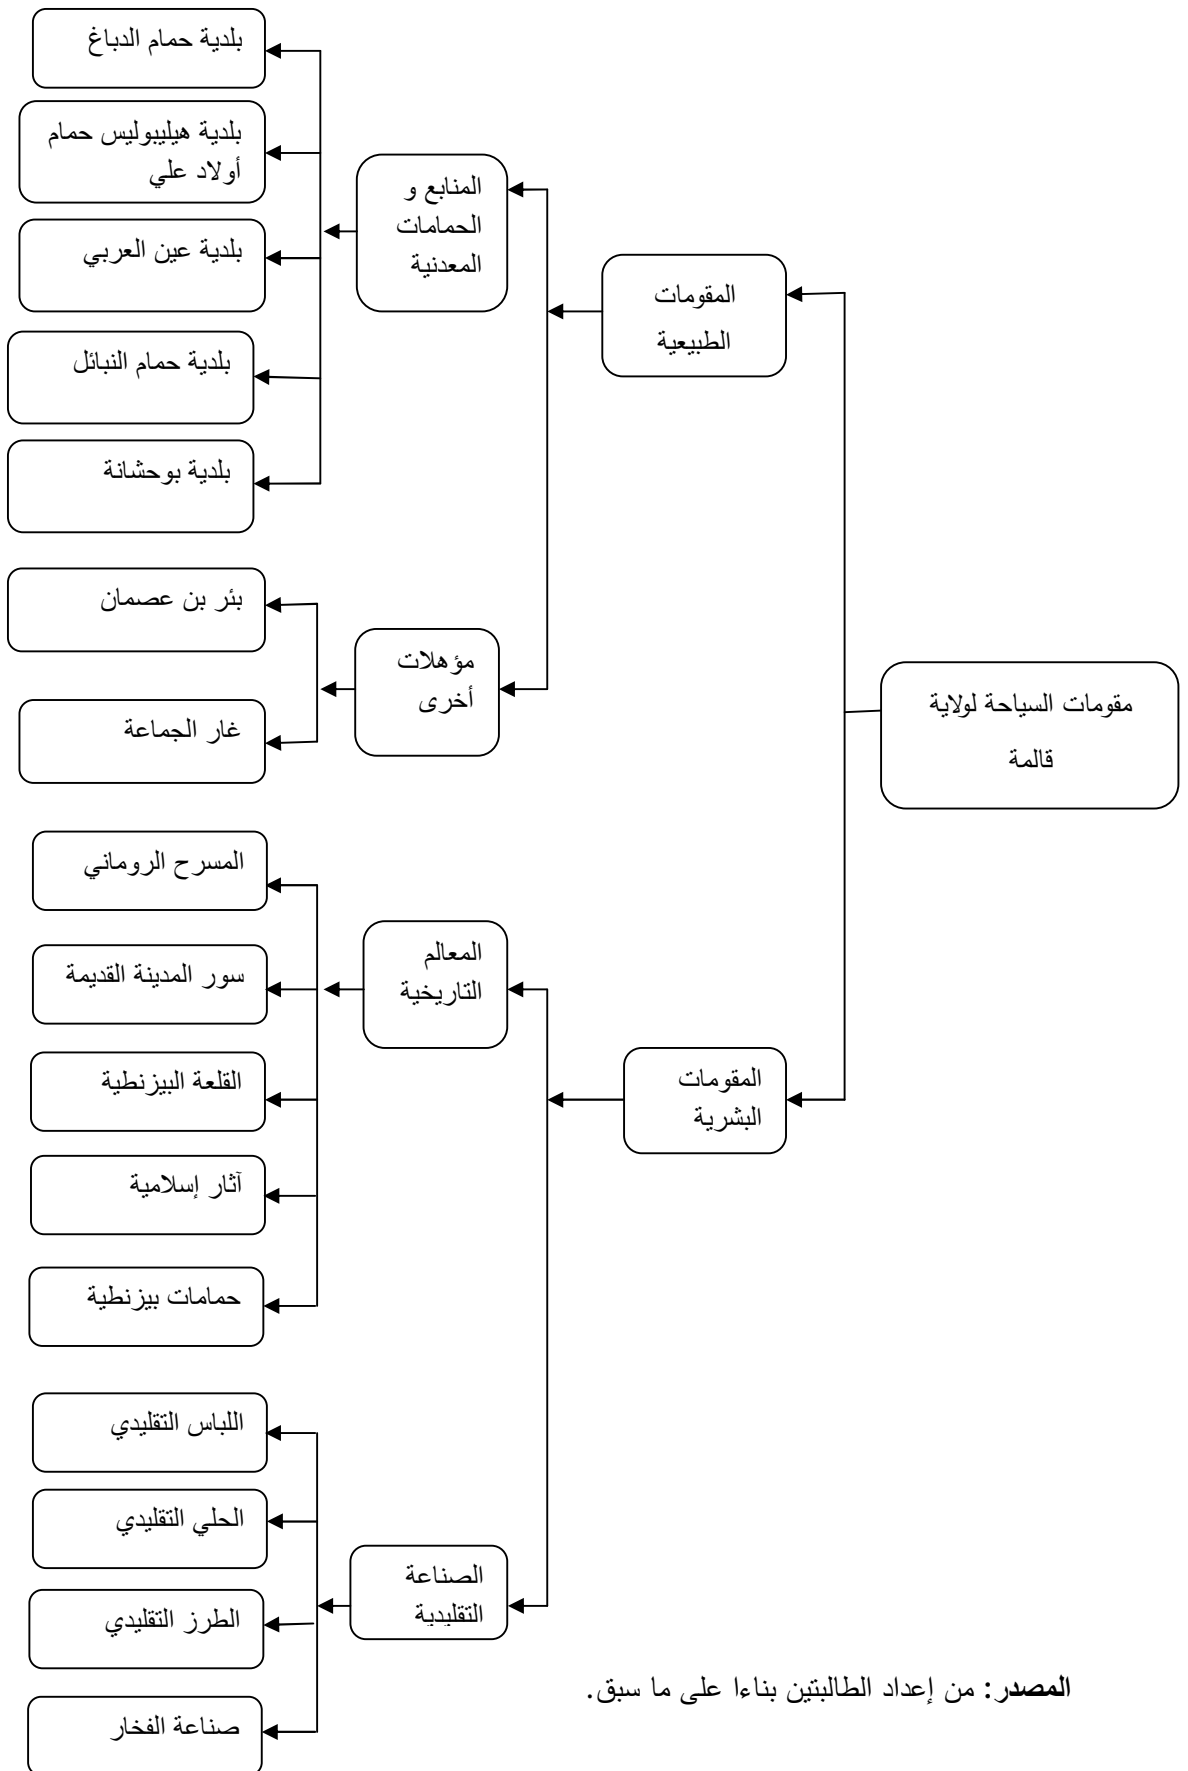 مقومات السياحة لولاية
قالمة
المقومات
الطبيعية
المنابع و
الحمامات
المعدنية
بلدية حمام الدباغ
بلدية هيليبوليس حمام
أولاد علي
بلدية عين العربي
بلدية حمام النبائل
بلدية بوحشانة
مؤهلات
أخرى
بئر بن عصمان
غار الجماعة
المقومات
البشرية
المعالم
التاريخية
المسرح الروماني
سور المدينة القديمة
القلعة البيزنطية
آثار إسلامية
حمامات بيزنطية
الصناعة
التقليدية
اللباس التقليدي
الحلي التقليدي
الطرز التقليدي
صناعة الفخار
المصدر: من إعداد الطالبتين بناءا على ما سبق.